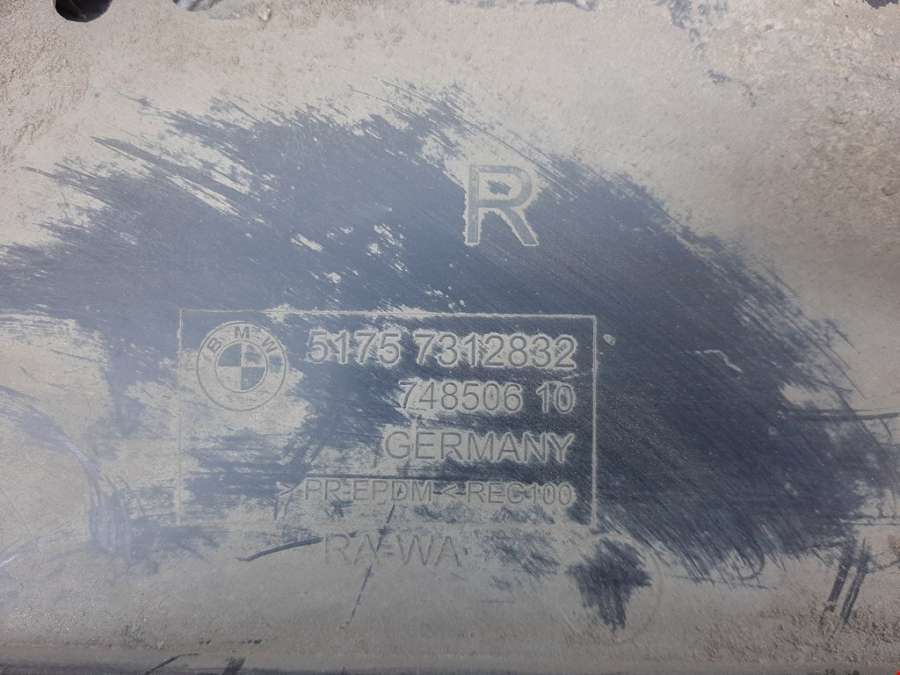 R
BMW
5175 7312832
748506 10
GERMANY
>PP-EPDM< REC100
RA-WA